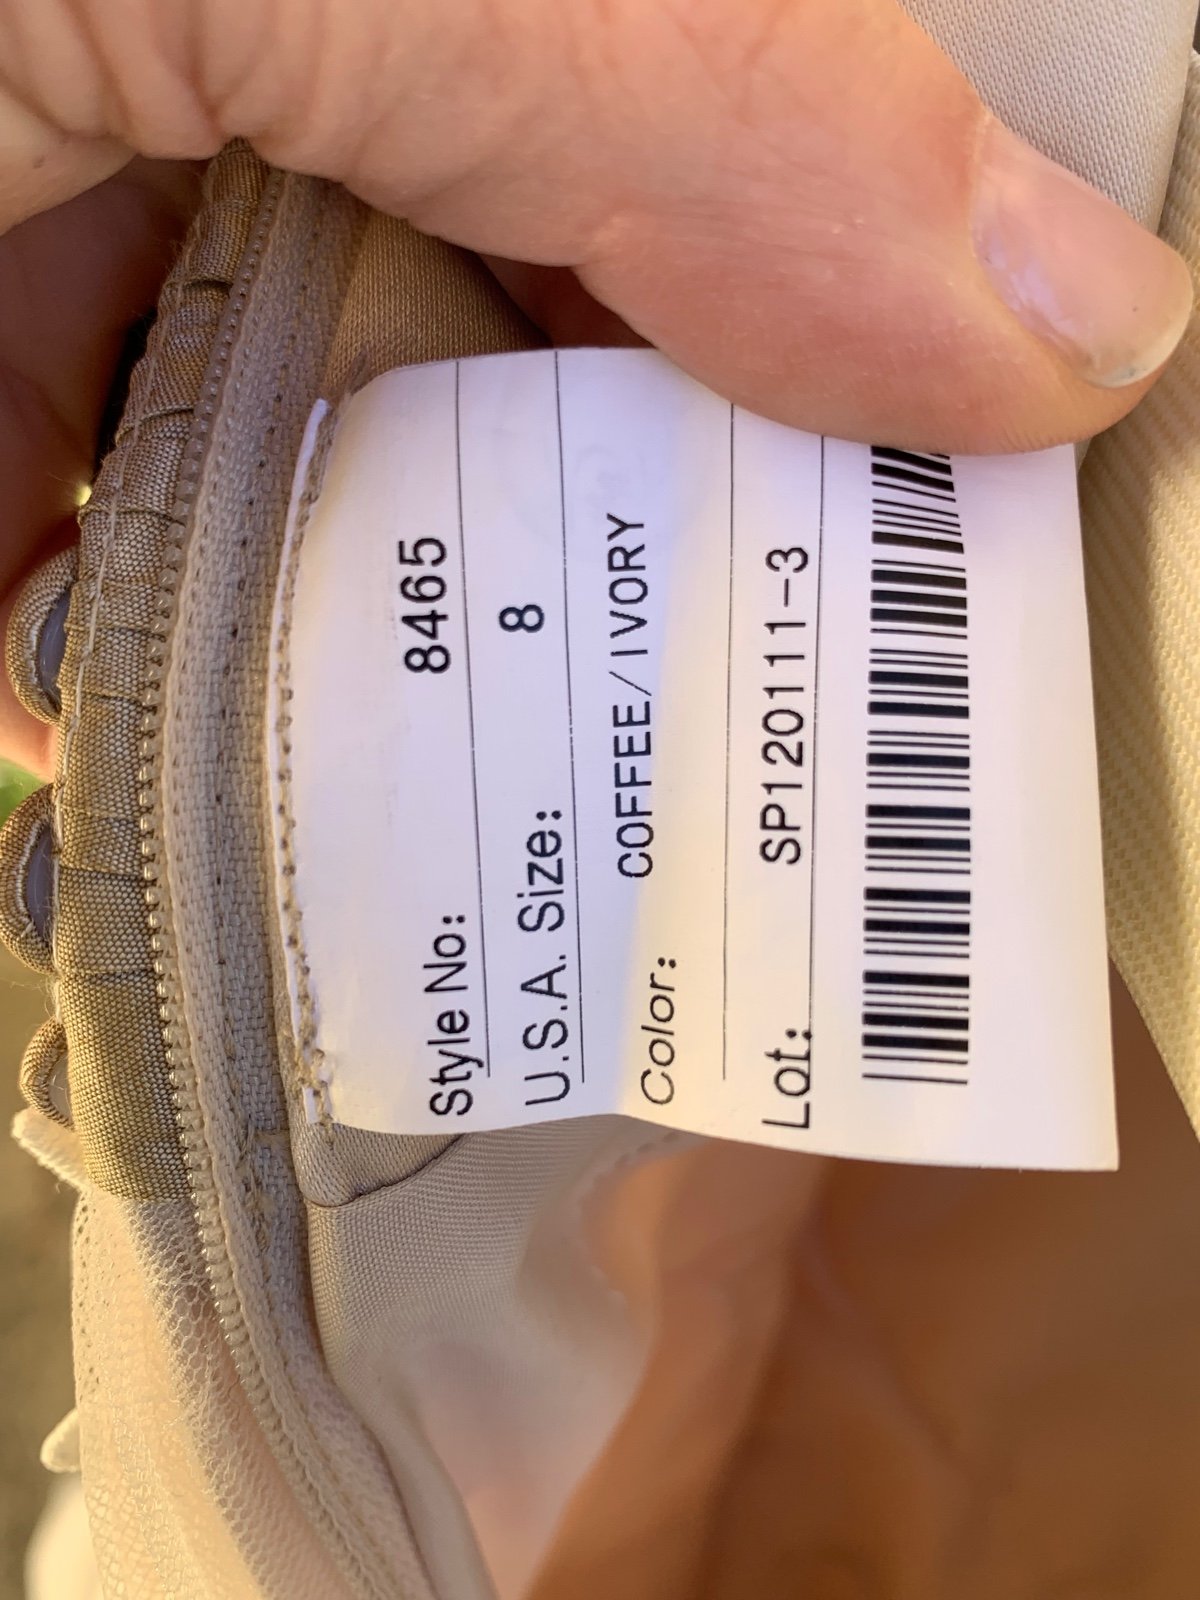 Style No: 8465
U.S.A. Size: 8
Color: COFFEE/IVORY
Lot: SP120111-3